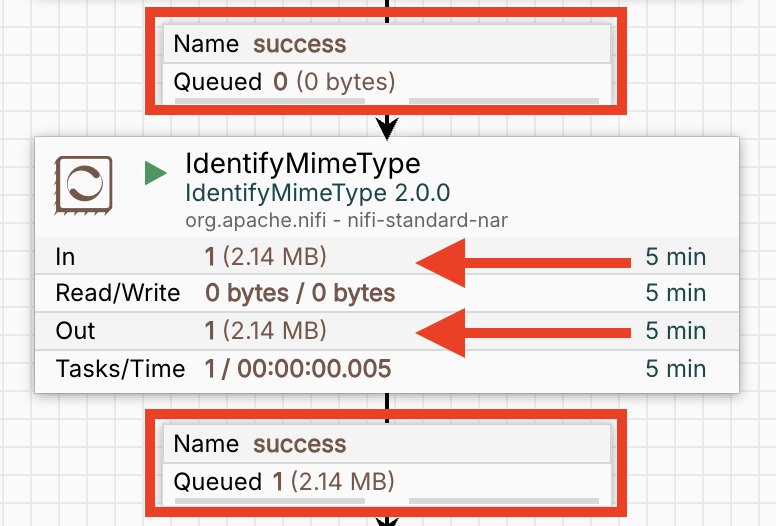 Name success
Queued 0 (0 bytes)
IdentifyMimeType
IdentifyMimeType 2.0.0
org.apache.nifi - nifi-standard-nar
In 1 (2.14 MB) 5 min
Read/Write 0 bytes / 0 bytes 5 min
Out 1 (2.14 MB) 5 min
Tasks/Time 1 / 00:00:00.005 5 min
Name success
Queued 1 (2.14 MB)